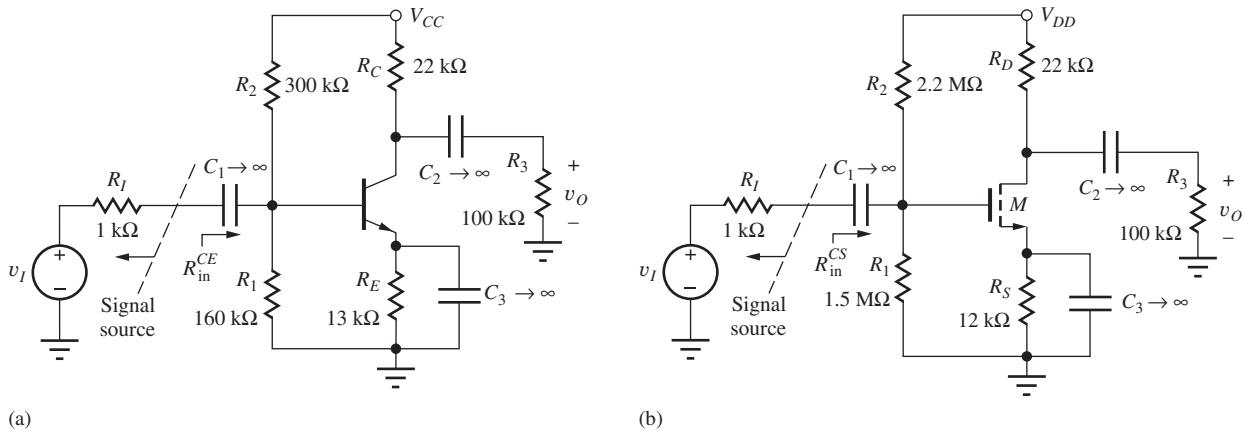 V_CC
R_C
22 kΩ
R_2
300 kΩ
C_2 → ∞
R_3
+
v_O
−
100 kΩ
C_1 → ∞
R_I
1 kΩ
R_in^CE
v_I
+
−
Signal
source
R_1
160 kΩ
R_E
13 kΩ
C_3 → ∞
(a)
V_DD
R_D
22 kΩ
R_2
2.2 MΩ
C_2 → ∞
R_3
+
v_O
−
100 kΩ
M
C_1 → ∞
R_I
1 kΩ
R_in^CS
v_I
+
−
Signal
source
R_1
1.5 MΩ
R_S
12 kΩ
C_3 → ∞
(b)